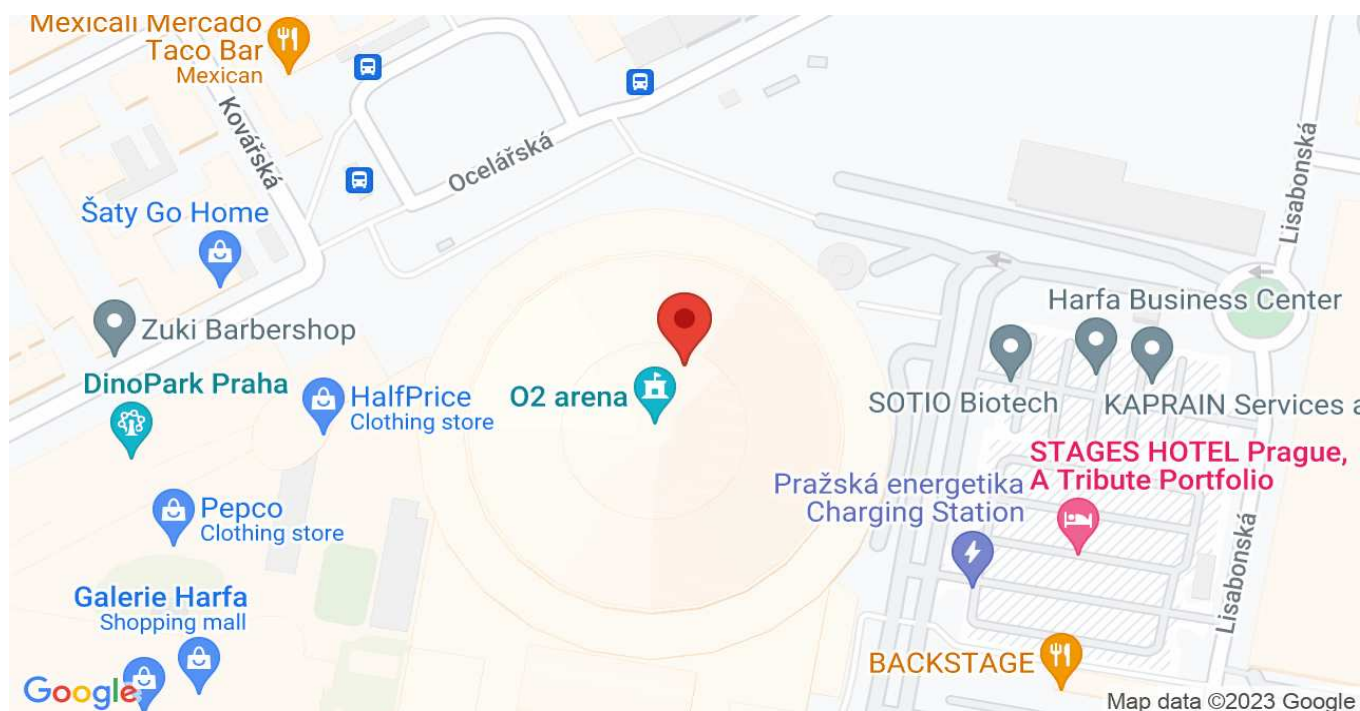 Mexicali Mercado
Taco Bar
Mexican
Kovářská
Ocelářská
Lisabonská
Šaty Go Home
Zuki Barbershop
Harfa Business Center
DinoPark Praha
HalfPrice
Clothing store
O2 arena
SOTIO Biotech
KAPRAIN Services a
STAGES HOTEL Prague,
A Tribute Portfolio
Pražská energetika
Charging Station
Pepco
Clothing store
Galerie Harfa
Shopping mall
Lisabonská
BACKSTAGE
Google
Map data ©2023 Google